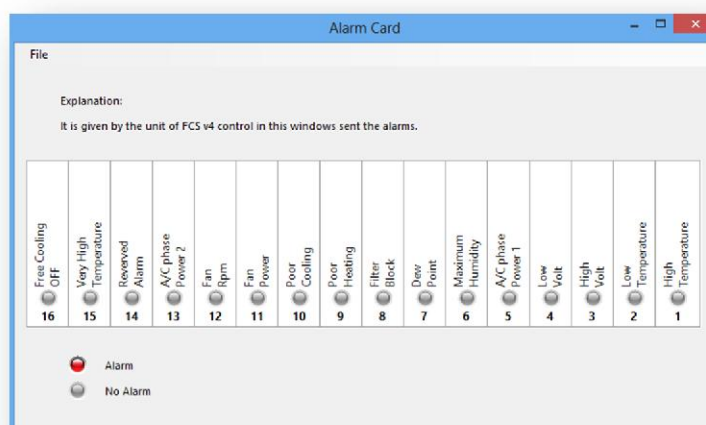 Alarm Card
File
Explanation:
It is given by the unit of FCS v4 control in this windows sent the alarms.
Free Cooling
OFF
Very High
Temperature
Reverved
Alarm
A/C phase
Power 2
Fan
Rpm
Fan
Power
Poor
Cooling
Poor
Heating
Filter
Block
Dew
Point
Maximum
Humidity
A/C phase
Power 1
Low
Volt
High
Volt
Low
Temperature
High
Temperature
16 15 14 13 12 11 10 9 8 7 6 5 4 3 2 1
Alarm
No Alarm